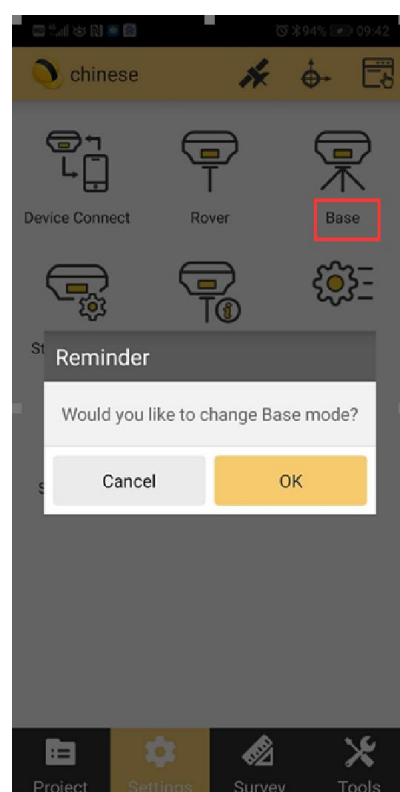 94% 09:42
chinese
Device Connect Rover Base
St
Reminder
Would you like to change Base mode?
Cancel OK
S
Project Settings Survey Tools